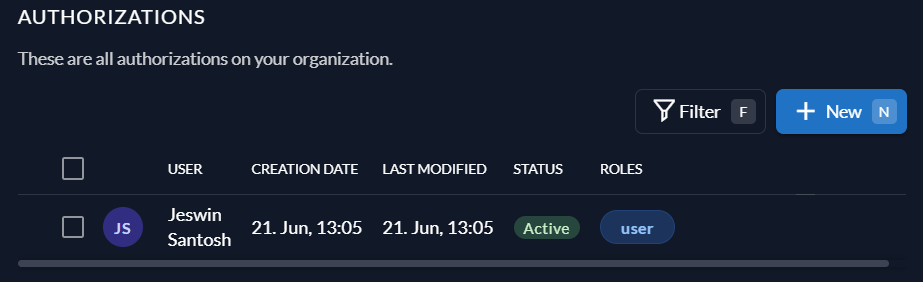 AUTHORIZATIONS
These are all authorizations on your organization.
Filter F
New N
USER CREATION DATE LAST MODIFIED STATUS ROLES
JS Jeswin Santosh 21. Jun, 13:05 21. Jun, 13:05 Active user